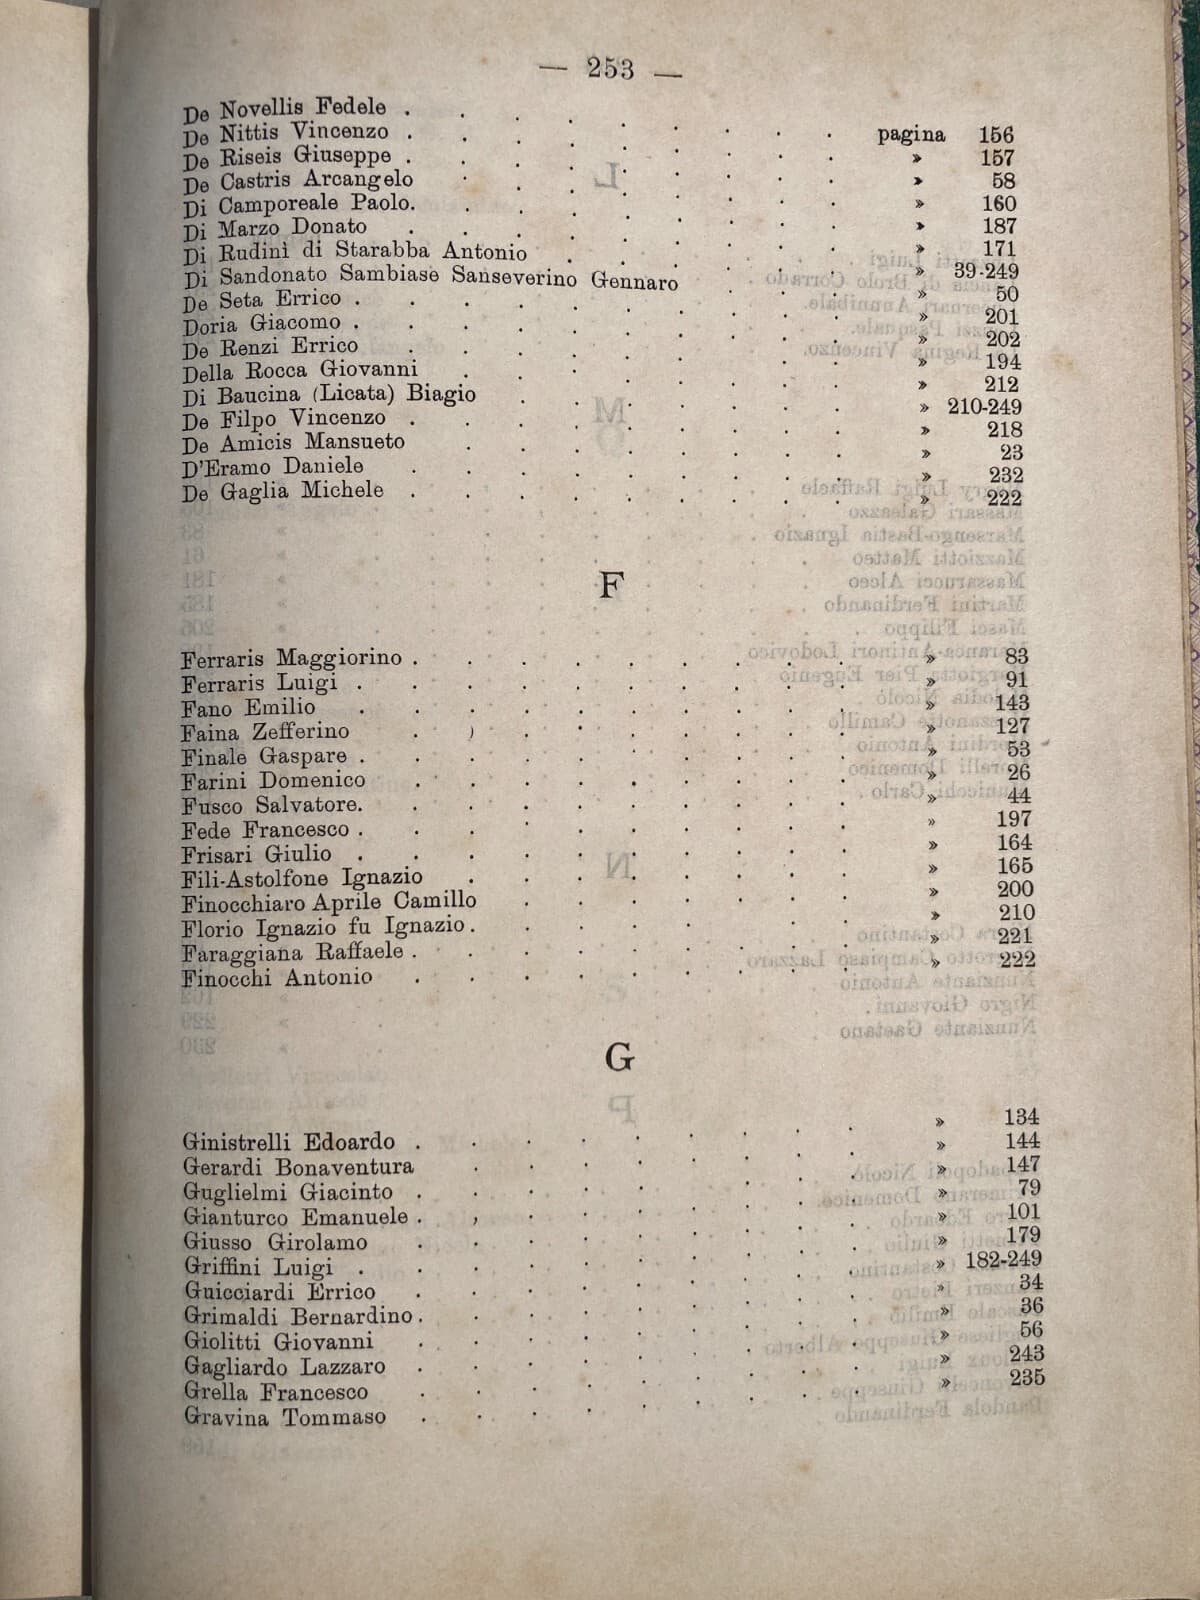 — 253 —
De Novellis Fedele . . . . . . . . . pagina 156
De Nittis Vincenzo . . . . . . . . . » 157
De Riseis Giuseppe . . . . . . . . . » 58
De Castris Arcangelo . . . . . . . . » 160
Di Camporeale Paolo. . . . . . . . . » 187
Di Marzo Donato . . . . . . . . . » 171
Di Rudinì di Starabba Antonio . . . . . . » 39-249
Di Sandonato Sambiase Sanseverino Gennaro . . . » 50
De Seta Errico . . . . . . . . . . » 201
Doria Giacomo . . . . . . . . . . » 202
De Renzi Errico . . . . . . . . . » 194
Della Rocca Giovanni . . . . . . . . » 212
Di Baucina (Licata) Biagio . . . . . . . » 210-249
De Filpo Vincenzo . . . . . . . . . » 218
De Amicis Mansueto . . . . . . . . » 23
D'Eramo Daniele . . . . . . . . . » 232
De Gaglia Michele . . . . . . . . . » 222
F
Ferraris Maggiorino . . . . . . . . . » 83
Ferraris Luigi . . . . . . . . . . » 91
Fano Emilio . . . . . . . . . . » 143
Faina Zefferino . . . . . . . . . » 127
Finale Gaspare . . . . . . . . . . » 53
Farini Domenico . . . . . . . . . » 26
Fusco Salvatore. . . . . . . . . . » 44
Fede Francesco . . . . . . . . . . » 197
Frisari Giulio . . . . . . . . . . » 164
Fili-Astolfone Ignazio . . . . . . . . » 165
Finocchiaro Aprile Camillo . . . . . . . » 200
Florio Ignazio fu Ignazio . . . . . . . . » 210
Faraggiana Raffaele . . . . . . . . . » 221
Finocchi Antonio . . . . . . . . . » 222
G
Ginistrelli Edoardo . . . . . . . . . » 134
Gerardi Bonaventura . . . . . . . . » 144
Guglielmi Giacinto . . . . . . . . . » 147
Gianturco Emanuele . . . . . . . . . » 79
Giusso Girolamo . . . . . . . . . » 101
Griffini Luigi . . . . . . . . . . » 179
Guicciardi Errico . . . . . . . . . » 182-249
Grimaldi Bernardino . . . . . . . . . » 34
Giolitti Giovanni . . . . . . . . . » 36
Gagliardo Lazzaro . . . . . . . . . » 56
Grella Francesco . . . . . . . . . » 243
Gravina Tommaso . . . . . . . . . » 235